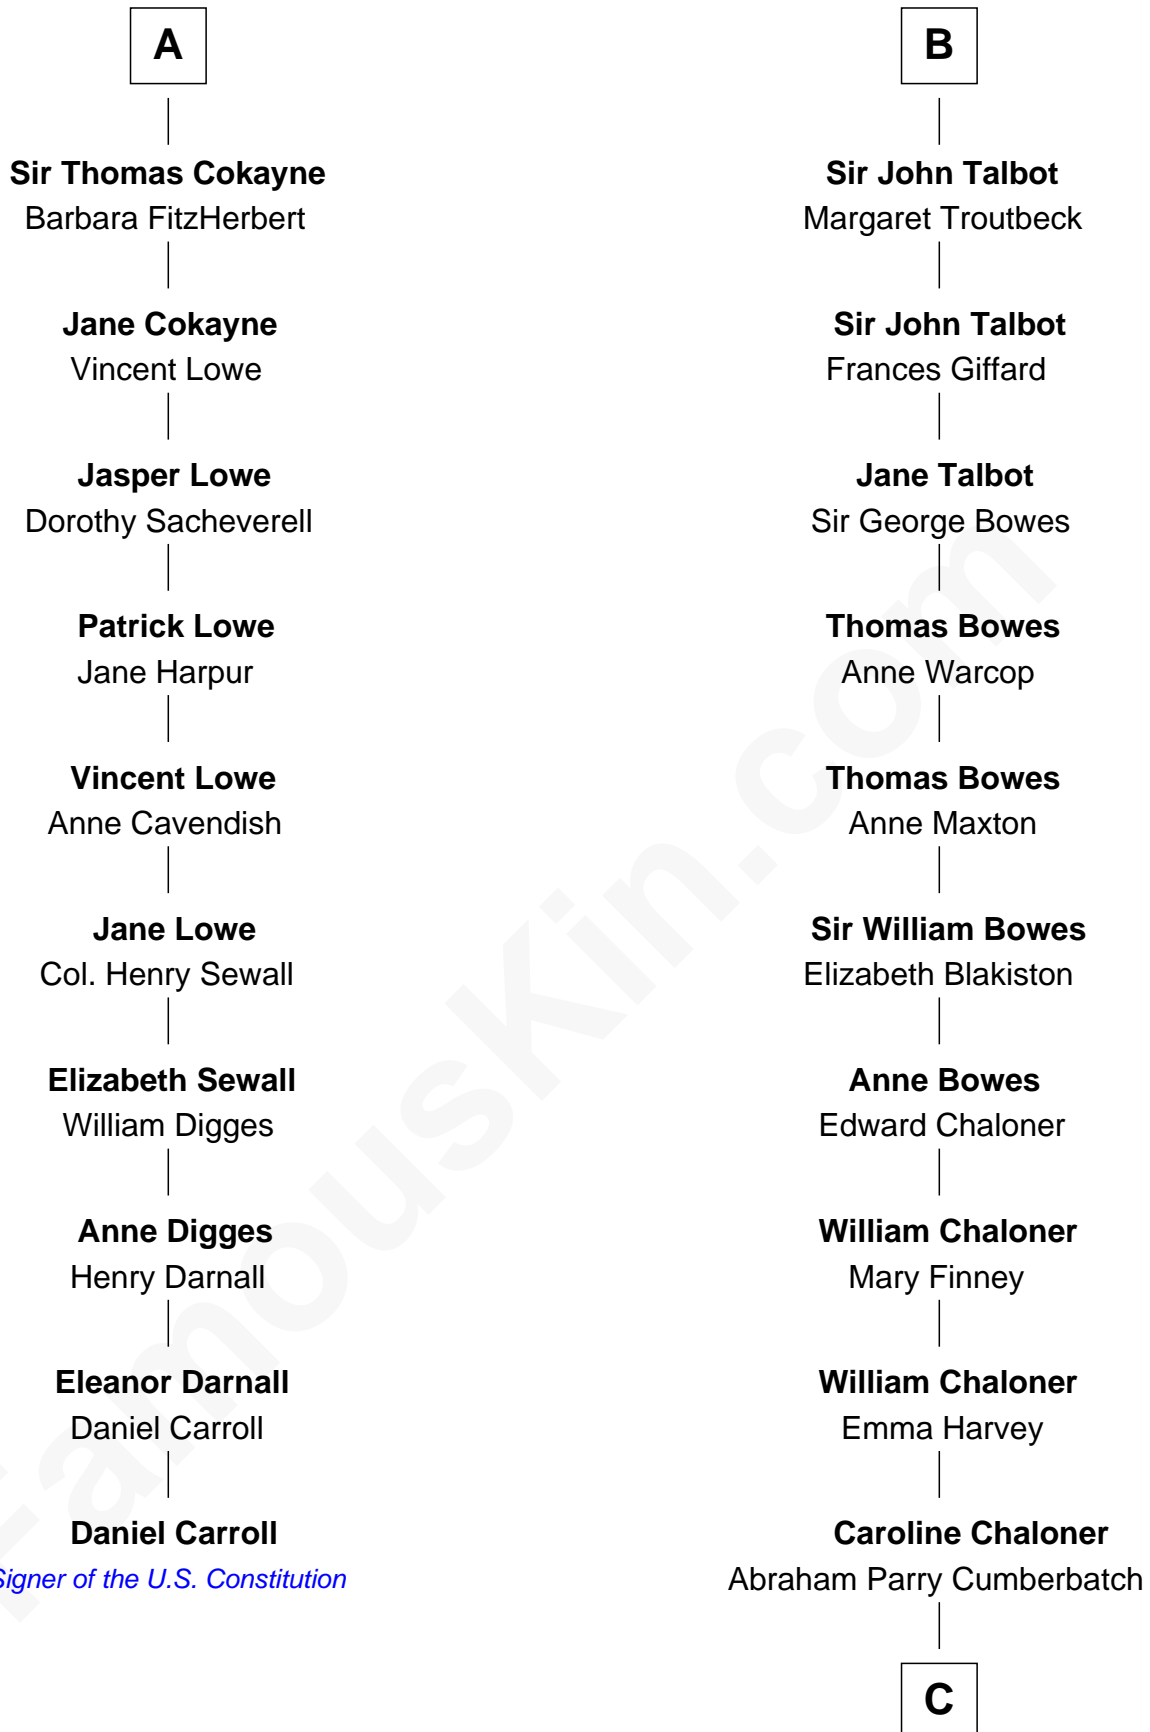 A
Sir Thomas Cokayne
Barbara FitzHerbert
Jane Cokayne
Vincent Lowe
Jasper Lowe
Dorothy Sacheverell
Patrick Lowe
Jane Harpur
Vincent Lowe
Anne Cavendish
Jane Lowe
Col. Henry Sewall
Elizabeth Sewall
William Digges
Anne Digges
Henry Darnall
Eleanor Darnall
Daniel Carroll
Daniel Carroll
Signer of the U.S. Constitution
B
Sir John Talbot
Margaret Troutbeck
Sir John Talbot
Frances Giffard
Jane Talbot
Sir George Bowes
Thomas Bowes
Anne Warcop
Thomas Bowes
Anne Maxton
Sir William Bowes
Elizabeth Blakiston
Anne Bowes
Edward Chaloner
William Chaloner
Mary Finney
William Chaloner
Emma Harvey
Caroline Chaloner
Abraham Parry Cumberbatch
C
FamousKin.com